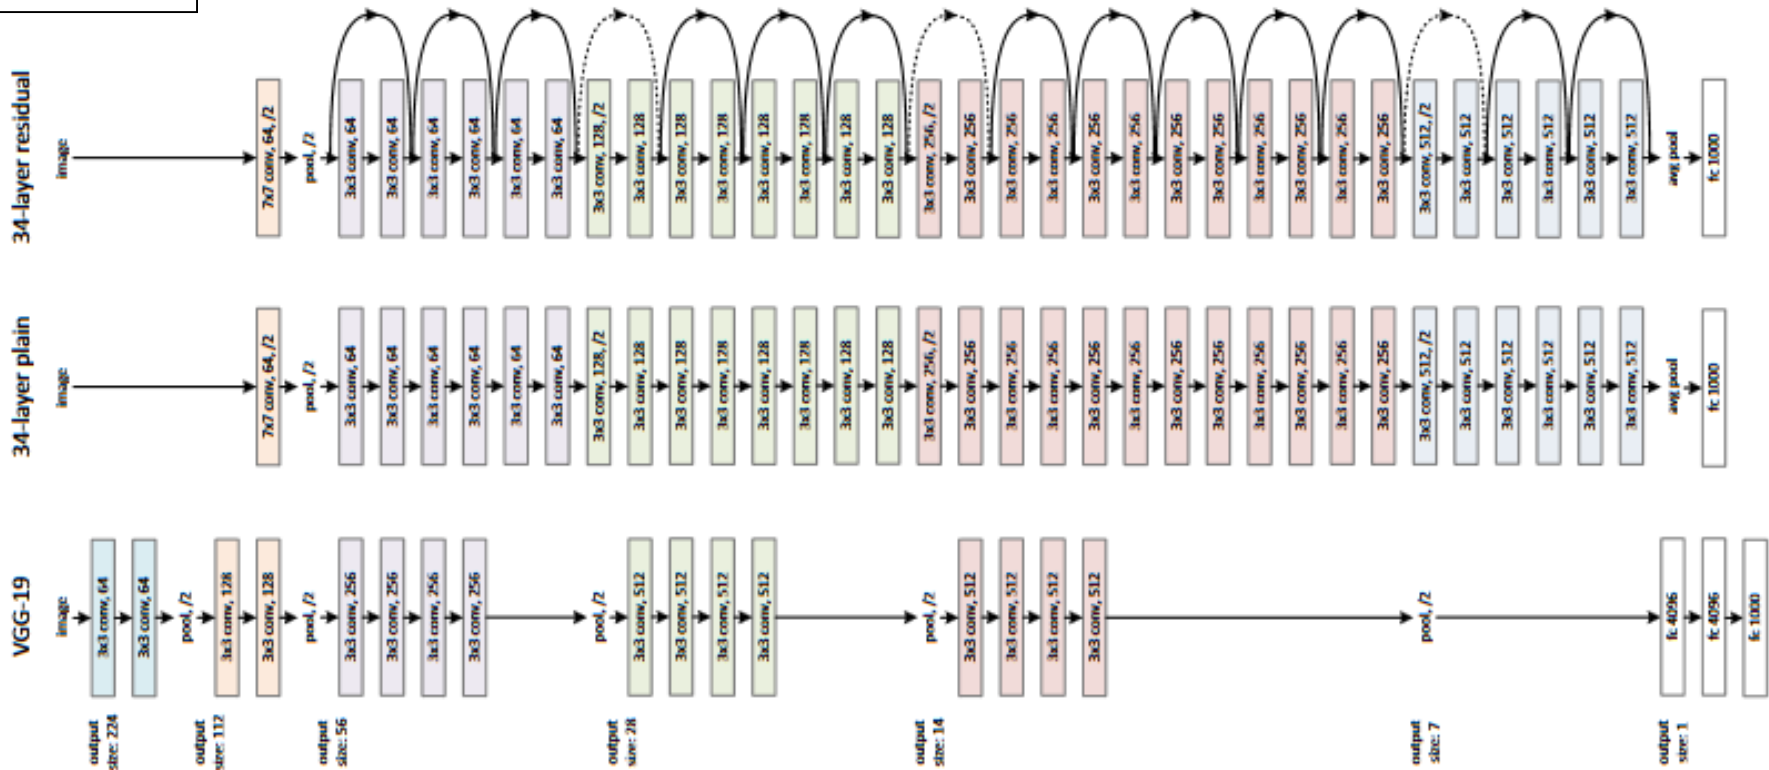 output
size: 224
output
size: 112
output
size: 56
output
size: 28
output
size: 14
output
size: 7
output
size: 1
VGG-19
image
3x3 conv, 64
3x3 conv, 64
pool, /2
3x3 conv, 128
3x3 conv, 128
pool, /2
3x3 conv, 256
3x3 conv, 256
3x3 conv, 256
3x3 conv, 256
pool, /2
3x3 conv, 512
3x3 conv, 512
3x3 conv, 512
3x3 conv, 512
pool, /2
3x3 conv, 512
3x3 conv, 512
3x3 conv, 512
3x3 conv, 512
pool, /2
fc 4096
fc 4096
fc 1000
34-layer plain
image
7x7 conv, 64, /2
pool, /2
3x3 conv, 64
3x3 conv, 64
3x3 conv, 64
3x3 conv, 64
3x3 conv, 64
3x3 conv, 64
3x3 conv, 128, /2
3x3 conv, 128
3x3 conv, 128
3x3 conv, 128
3x3 conv, 128
3x3 conv, 128
3x3 conv, 128
3x3 conv, 128
3x3 conv, 256, /2
3x3 conv, 256
3x3 conv, 256
3x3 conv, 256
3x3 conv, 256
3x3 conv, 256
3x3 conv, 256
3x3 conv, 256
3x3 conv, 256
3x3 conv, 256
3x3 conv, 256
3x3 conv, 256
3x3 conv, 512, /2
3x3 conv, 512
3x3 conv, 512
3x3 conv, 512
3x3 conv, 512
3x3 conv, 512
avg pool
fc 1000
34-layer residual
image
7x7 conv, 64, /2
pool, /2
3x3 conv, 64
3x3 conv, 64
3x3 conv, 64
3x3 conv, 64
3x3 conv, 64
3x3 conv, 64
3x3 conv, 128, /2
3x3 conv, 128
3x3 conv, 128
3x3 conv, 128
3x3 conv, 128
3x3 conv, 128
3x3 conv, 128
3x3 conv, 128
3x3 conv, 256, /2
3x3 conv, 256
3x3 conv, 256
3x3 conv, 256
3x3 conv, 256
3x3 conv, 256
3x3 conv, 256
3x3 conv, 256
3x3 conv, 256
3x3 conv, 256
3x3 conv, 256
3x3 conv, 256
3x3 conv, 512, /2
3x3 conv, 512
3x3 conv, 512
3x3 conv, 512
3x3 conv, 512
3x3 conv, 512
avg pool
fc 1000